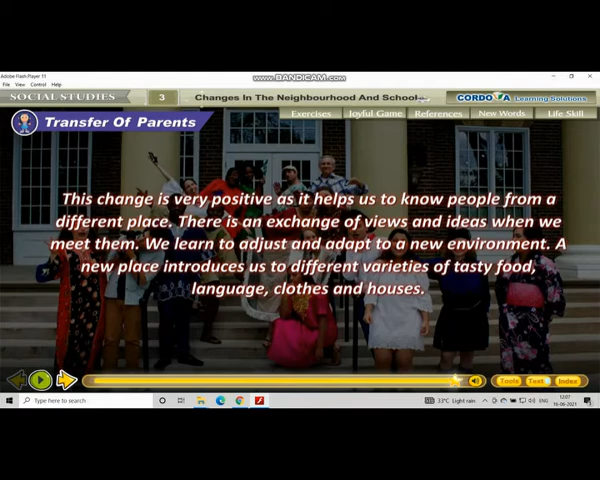 www.BANDICAM.com
Adobe Flash Player 11
File View Control Help
SOCIAL STUDIES 3 Changes In The Neighbourhood And School CORDOVA Learning Solutions
Exercises Joyful Game References New Words Life Skill
Transfer Of Parents
This change is very positive as it helps us to know people from a
different place. There is an exchange of views and ideas when we
meet them. We learn to adjust and adapt to a new environment. A
new place introduces us to different varieties of tasty food,
language, clothes and houses.
Tools Text Index
Type here to search 33°C Light rain ENG 12:07
16-06-2021